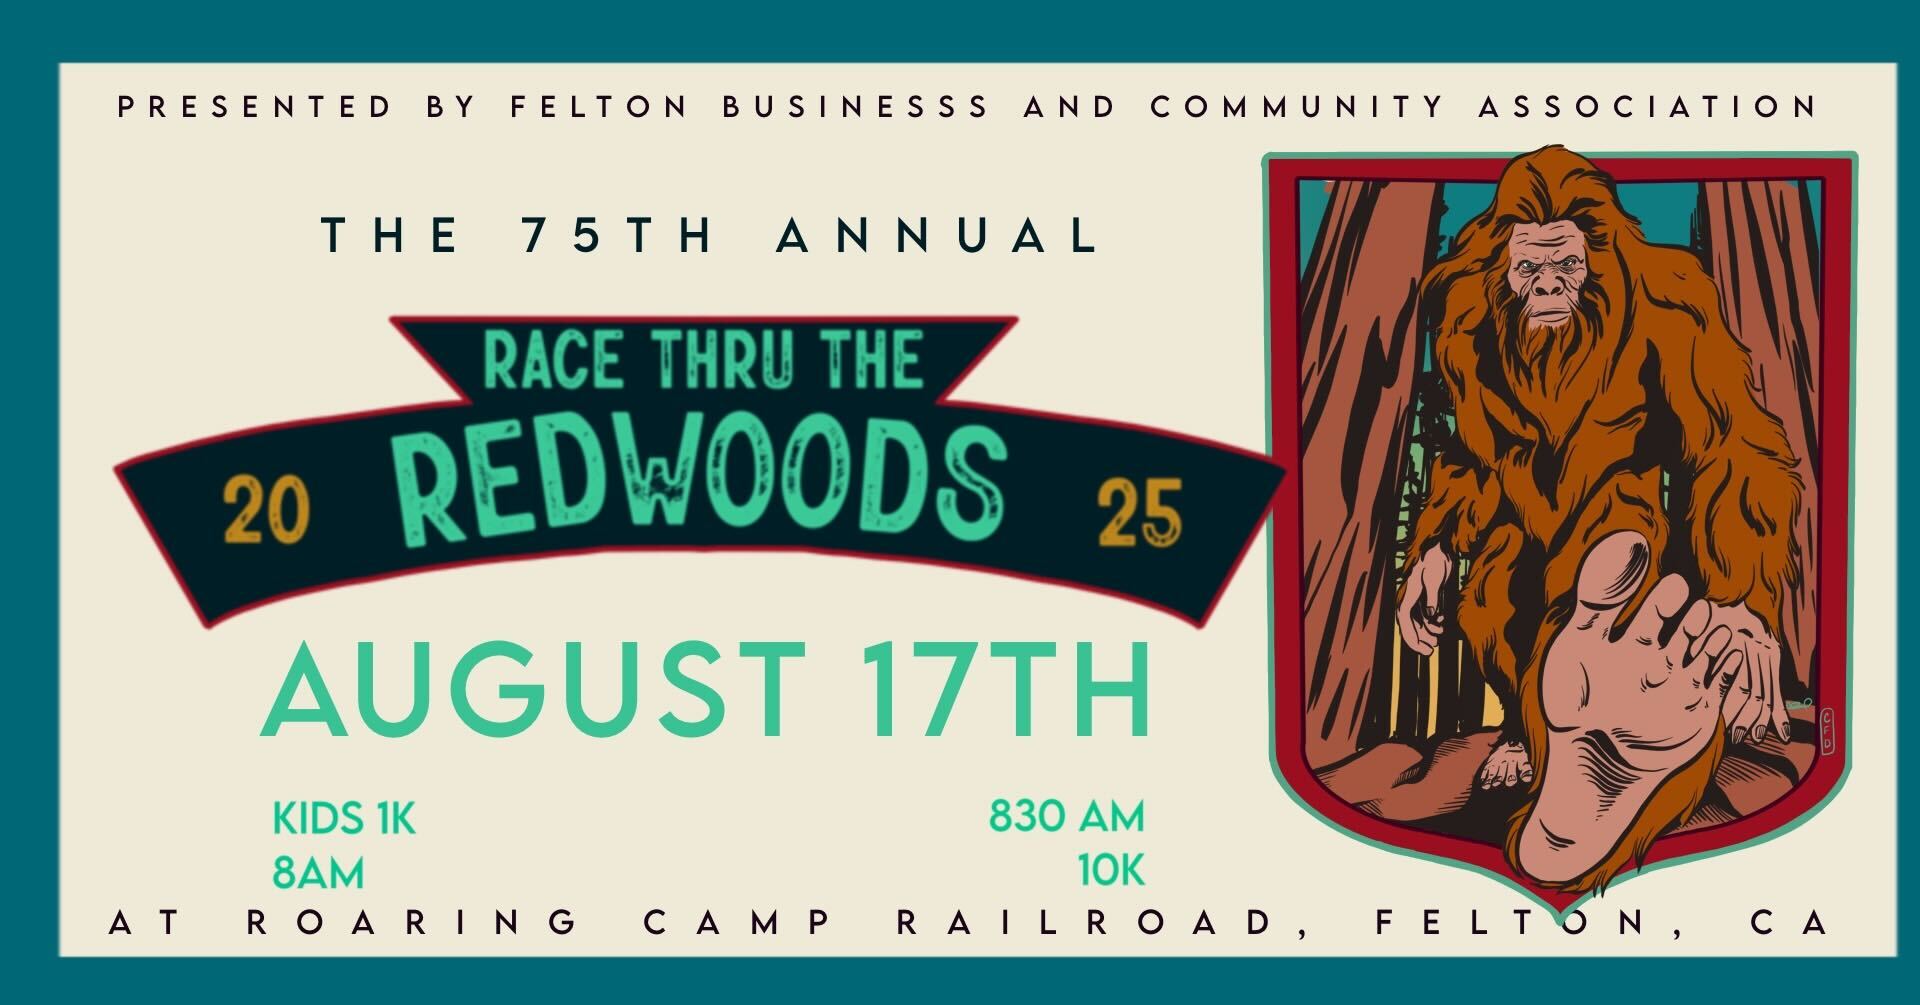 PRESENTED BY FELTON BUSINESSS AND COMMUNITY ASSOCIATION
THE 75TH ANNUAL
RACE THRU THE
20 REDWOODS 25
AUGUST 17TH
KIDS 1K
8AM
830 AM
10K
CFD
AT ROARING CAMP RAILROAD, FELTON, CA